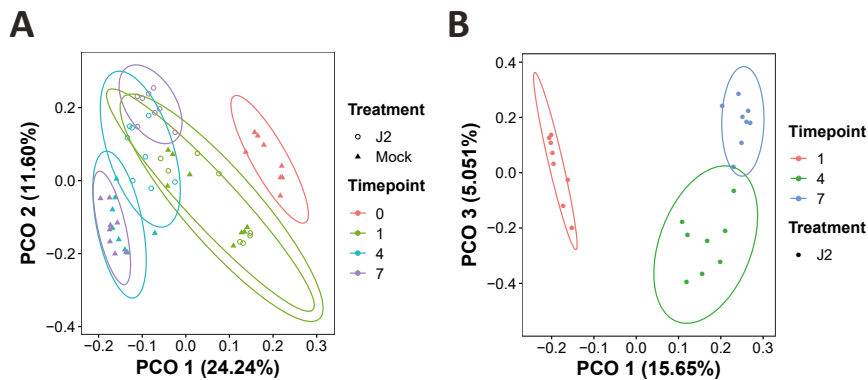 A
B
PCO 2 (11.60%)
0.2
0.0
−0.2
−0.4
−0.2
−0.1
0.0
0.1
0.2
0.3
PCO 1 (24.24%)
Treatment
J2
Mock
Timepoint
0
1
4
7
PCO 3 (5.051%)
0.4
0.2
0.0
−0.2
−0.4
−0.2
−0.1
0.0
0.1
0.2
0.3
PCO 1 (15.65%)
Timepoint
1
4
7
Treatment
J2